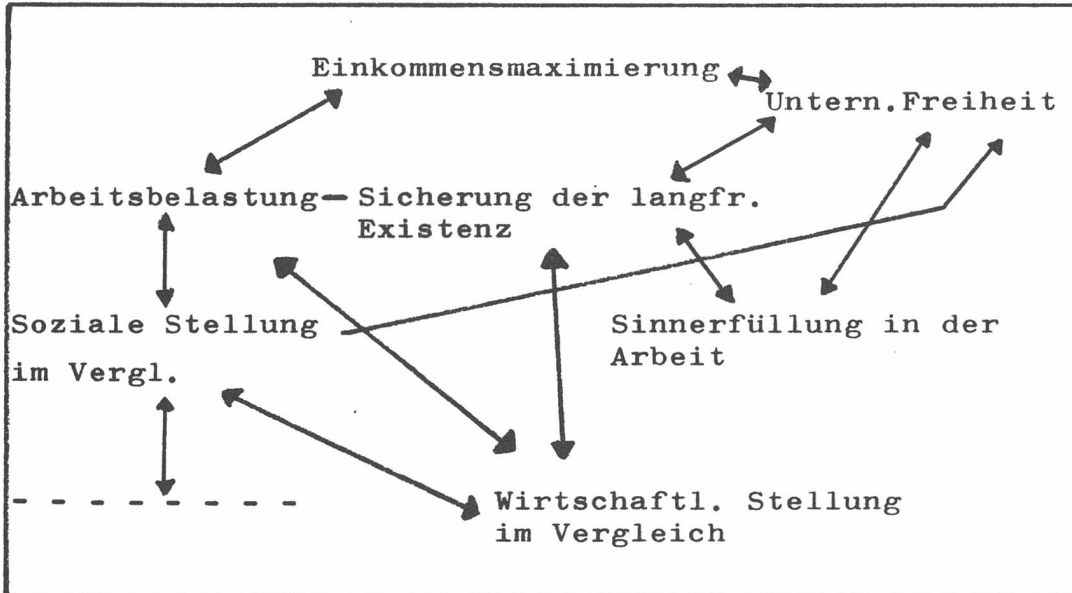 Einkommensmaximierung
Untern.Freiheit
Arbeitsbelastung— Sicherung der langfr.
Existenz
Soziale Stellung
im Vergl.
Sinnerfüllung in der
Arbeit
- - - - - - - -
Wirtschaftl. Stellung
im Vergleich